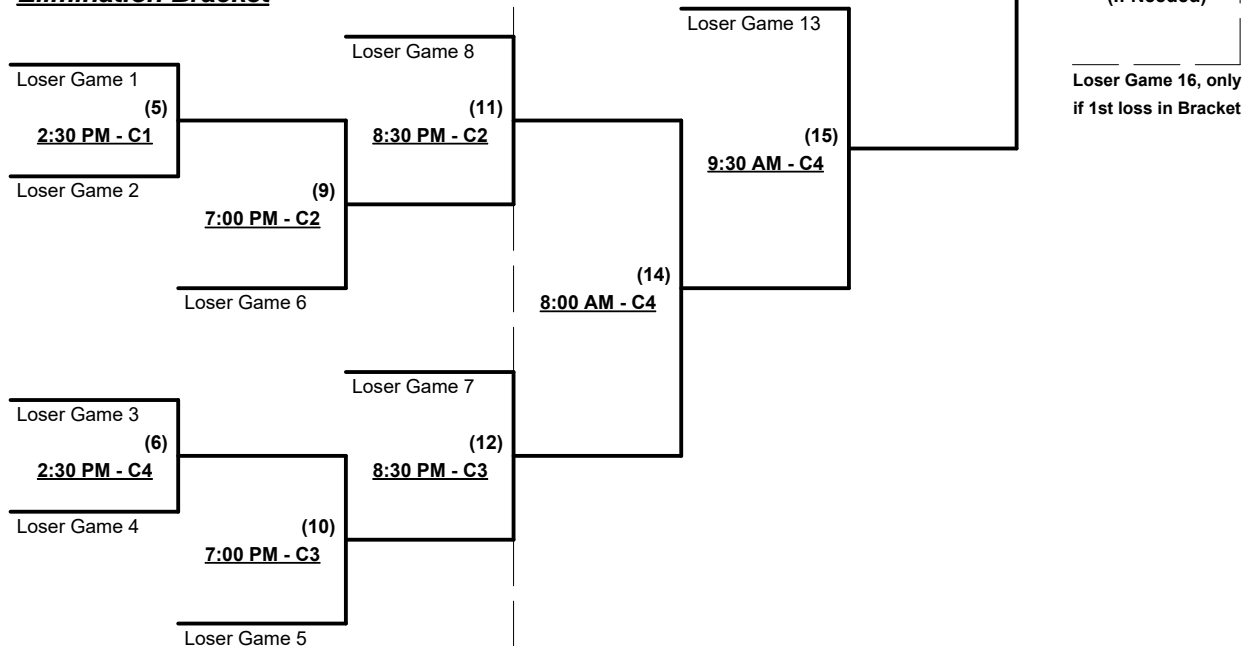 Elimination Bracket
(If Needed)
Loser Game 13
Loser Game 8
Loser Game 1
Loser Game 16, only
if 1st loss in Bracket
(5)
(11)
2:30 PM - C1
8:30 PM - C2
(15)
9:30 AM - C4
Loser Game 2
(9)
7:00 PM - C2
(14)
Loser Game 6
8:00 AM - C4
Loser Game 7
Loser Game 3
(6)
(12)
2:30 PM - C4
8:30 PM - C3
Loser Game 4
(10)
7:00 PM - C3
Loser Game 5